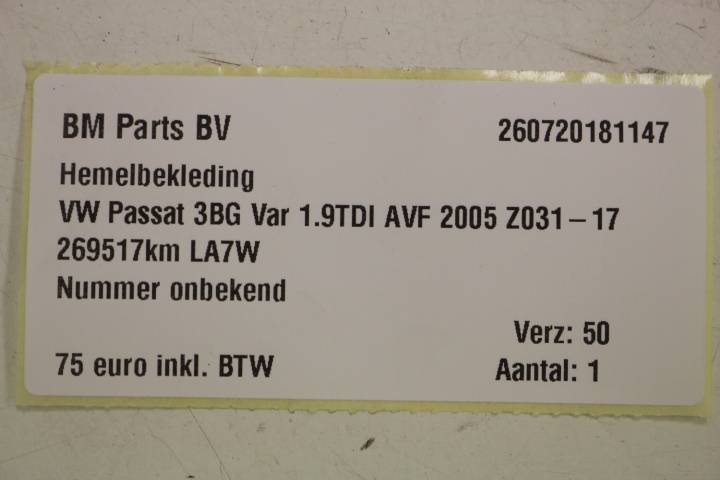 BM Parts BV 260720181147
Hemelbekleding
VW Passat 3BG Var 1.9TDI AVF 2005 Z031-17
269517km LA7W
Nummer onbekend
Verz: 50
75 euro inkl. BTW Aantal: 1